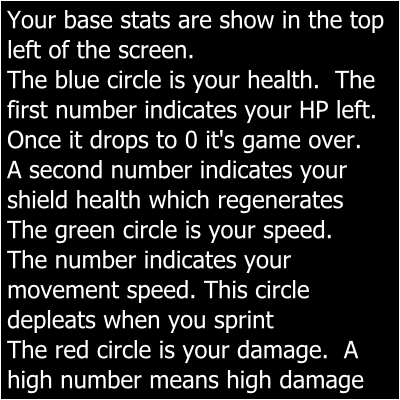 Your base stats are show in the top
left of the screen.
The blue circle is your health.  The
first number indicates your HP left.
Once it drops to 0 it's game over.
A second number indicates your
shield health which regenerates
The green circle is your speed.
The number indicates your
movement speed. This circle
depleats when you sprint
The red circle is your damage.  A
high number means high damage